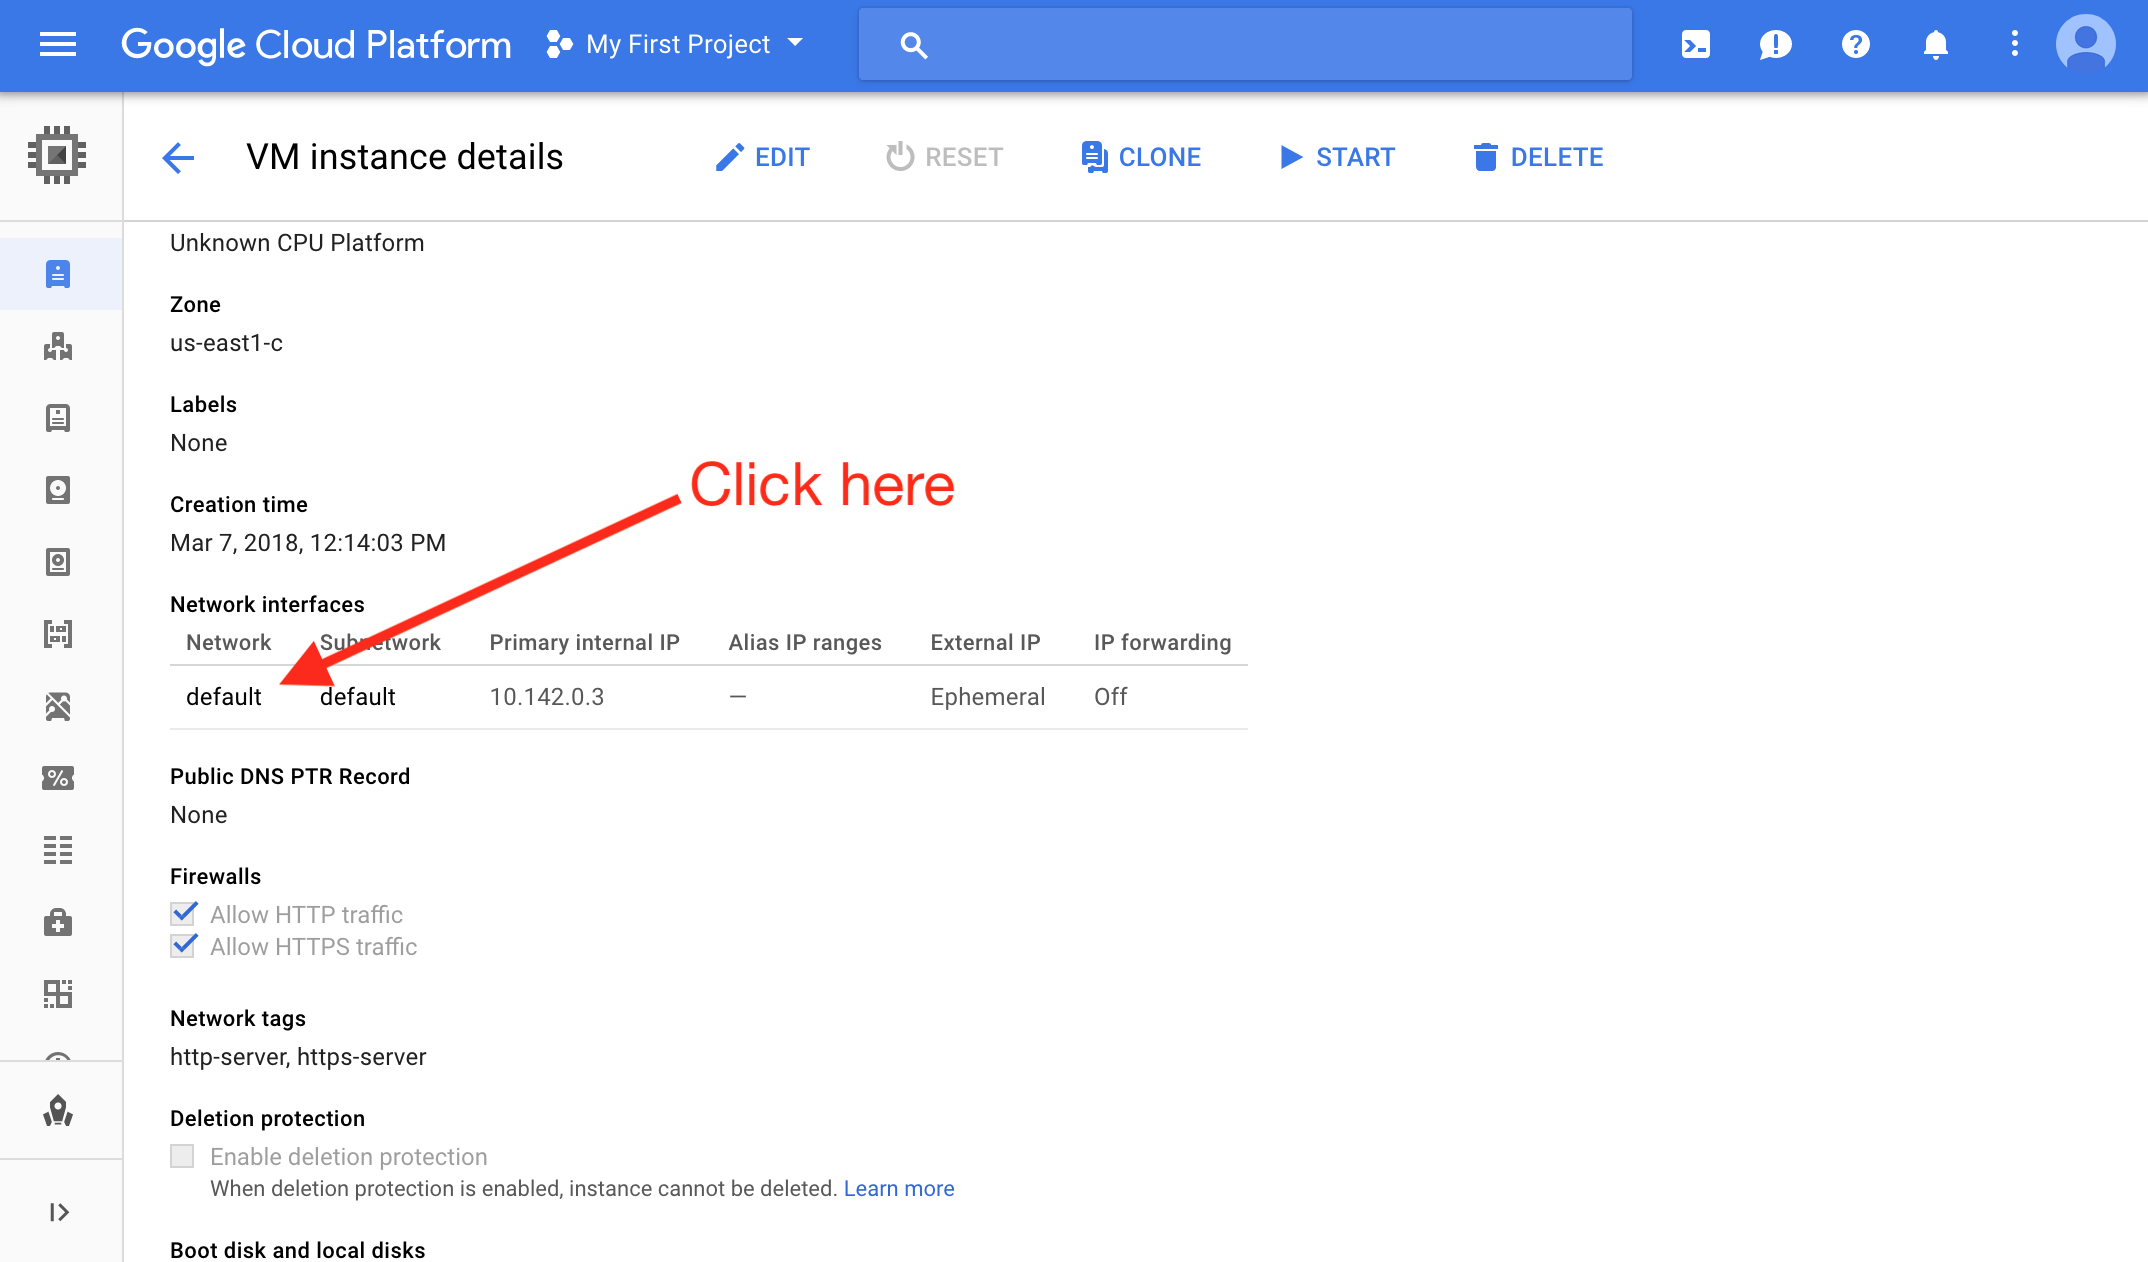 Google Cloud Platform My First Project
VM instance details EDIT RESET CLONE START DELETE
Unknown CPU Platform
Zone
us-east1-c
Labels
None
Click here
Creation time
Mar 7, 2018, 12:14:03 PM
Network interfaces
Network Subnetwork Primary internal IP Alias IP ranges External IP IP forwarding
default default 10.142.0.3 — Ephemeral Off
Public DNS PTR Record
None
Firewalls
Allow HTTP traffic
Allow HTTPS traffic
Network tags
http-server, https-server
Deletion protection
Enable deletion protection
When deletion protection is enabled, instance cannot be deleted. Learn more
Boot disk and local disks